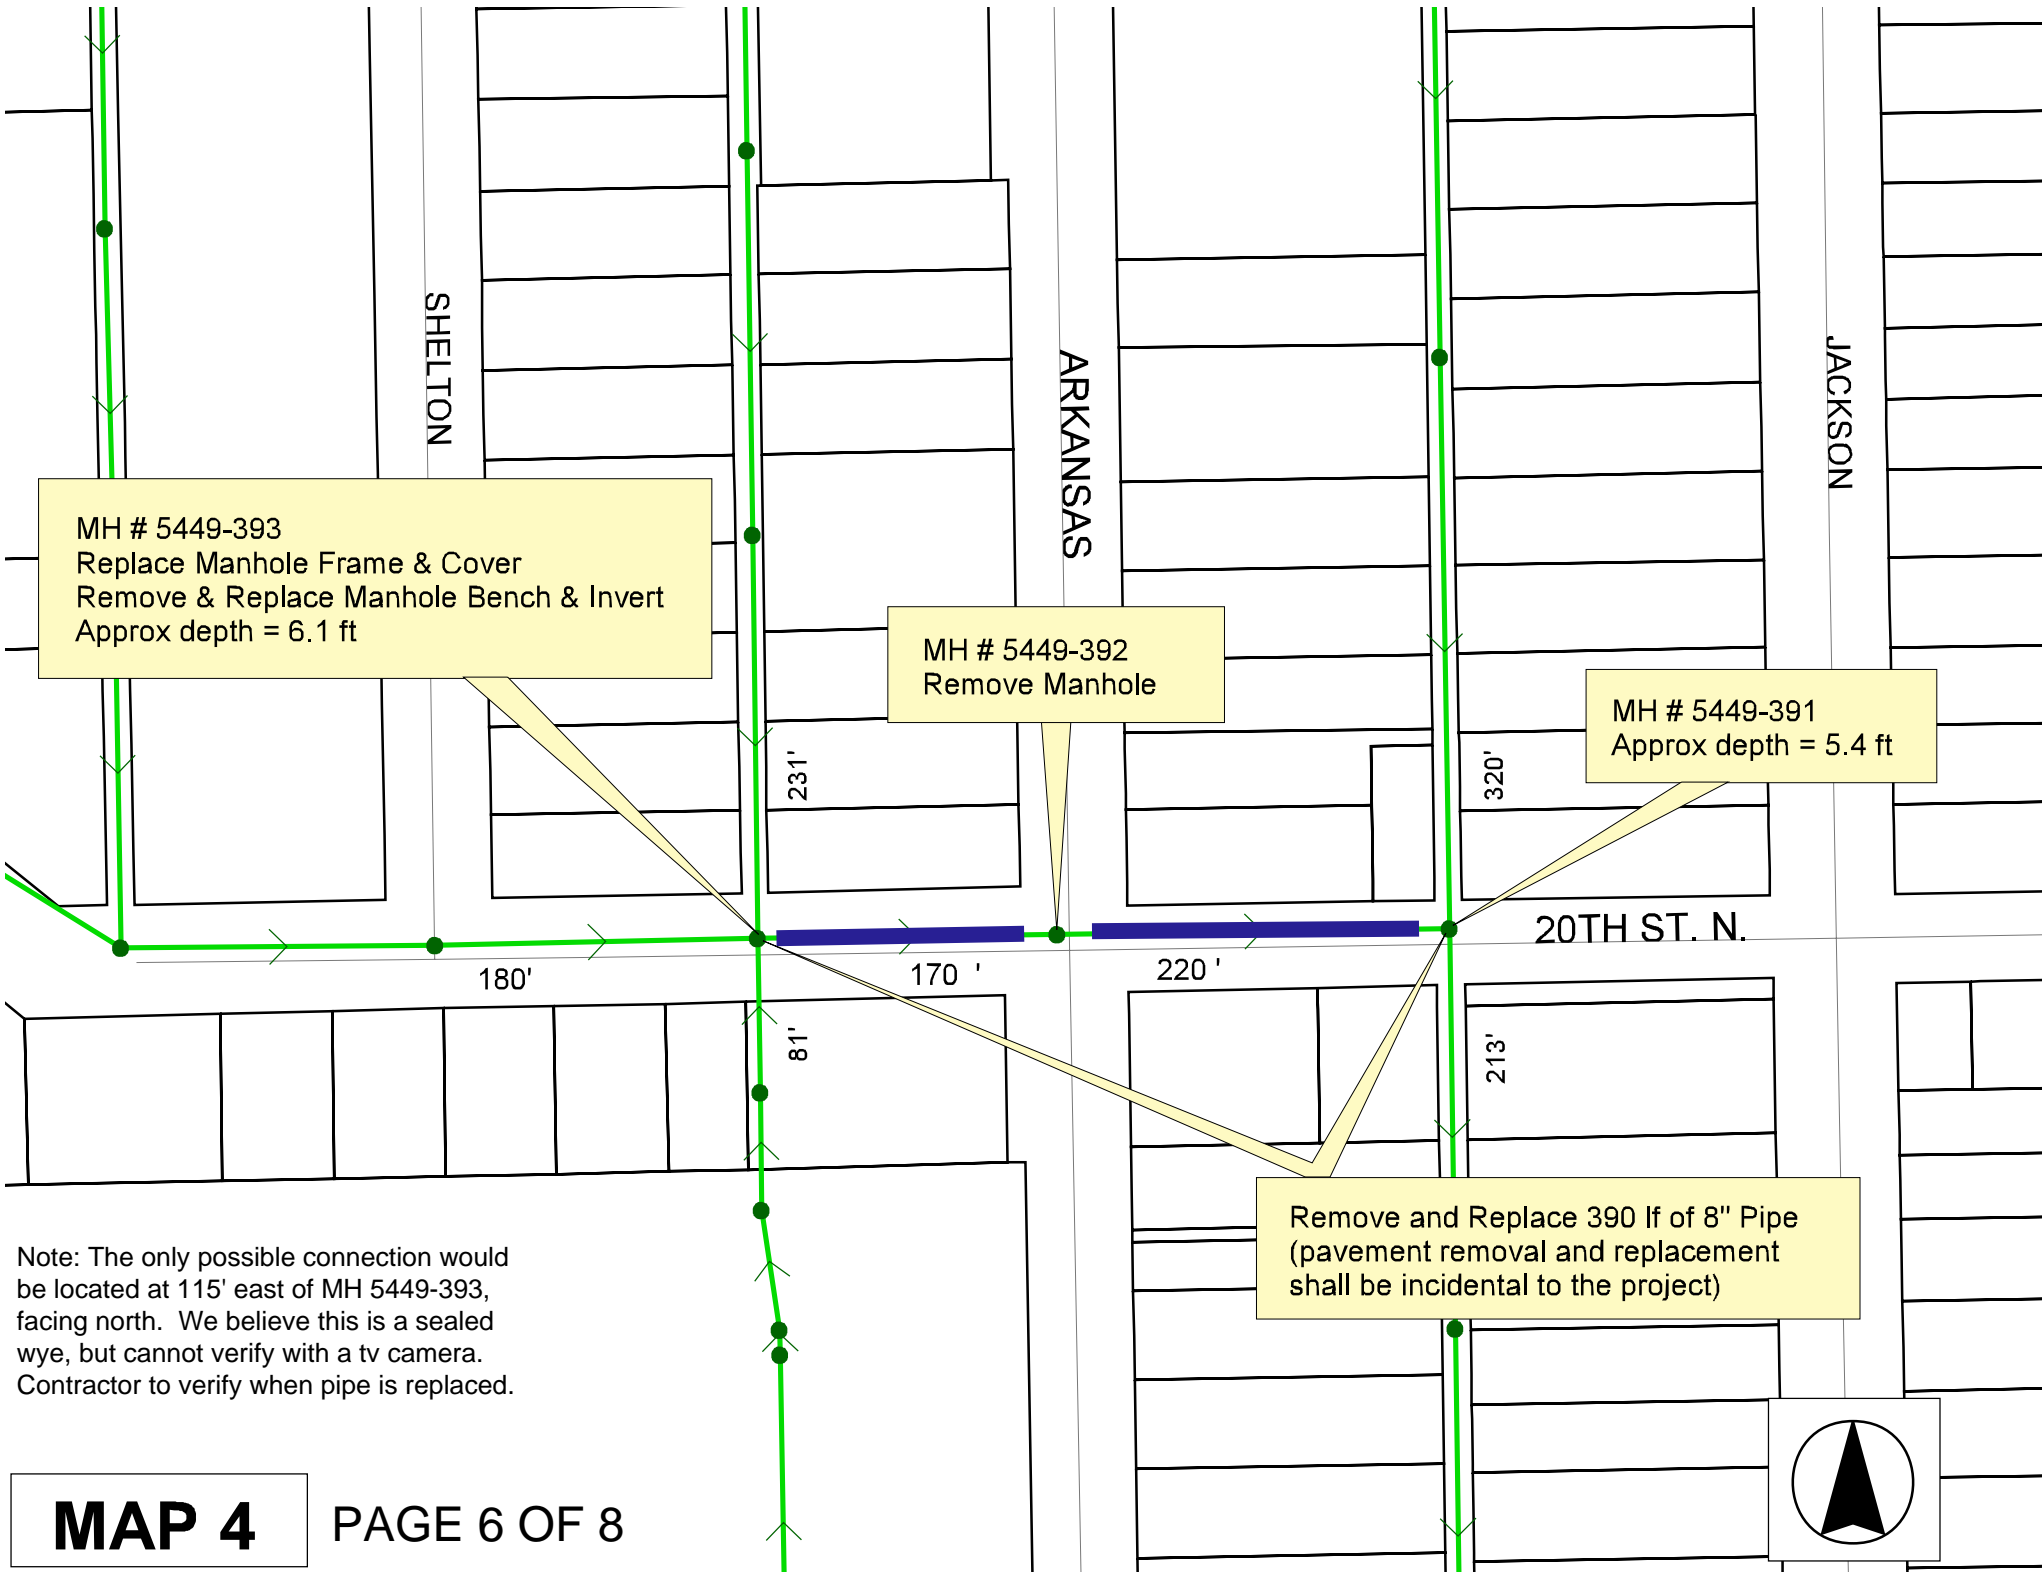 SHELTON
ARKANSAS
JACKSON
MH # 5449-393
Replace Manhole Frame & Cover
Remove & Replace Manhole Bench & Invert
Approx depth = 6.1 ft
MH # 5449-392
Remove Manhole
MH # 5449-391
Approx depth = 5.4 ft
231'
320'
20TH ST. N.
180'
170 '
220 '
81'
213'
Remove and Replace 390 lf of 8" Pipe
(pavement removal and replacement
shall be incidental to the project)
Note: The only possible connection would
be located at 115' east of MH 5449-393,
facing north.  We believe this is a sealed
wye, but cannot verify with a tv camera.
Contractor to verify when pipe is replaced.
MAP 4
PAGE 6 OF 8